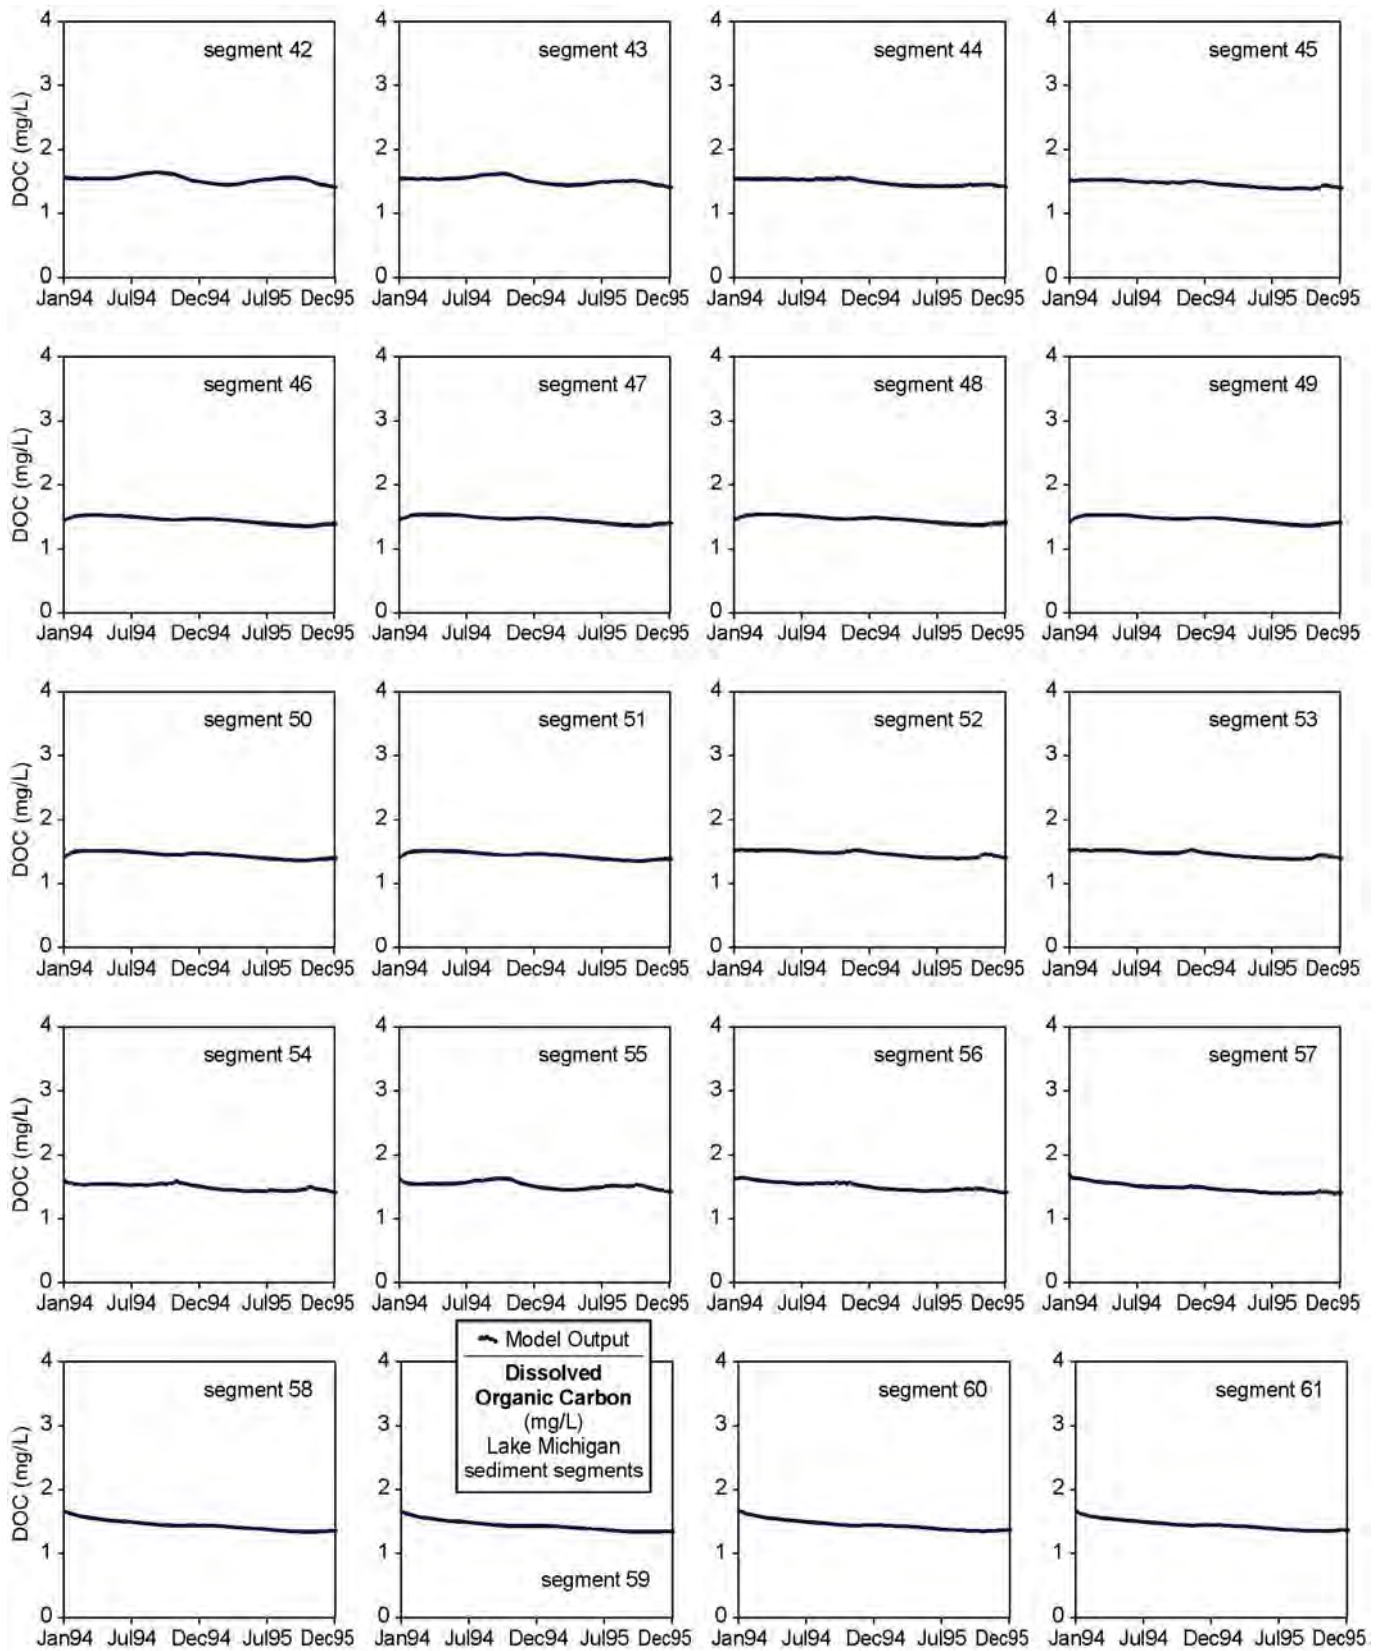 4 4 4 4
segment 42 segment 43 segment 44 segment 45
3 3 3 3
DOC (mg/L)
2 2 2 2
1 1 1 1
0 0 0 0
Jan94 Jul94 Dec94 Jul95 Dec95 Jan94 Jul94 Dec94 Jul95 Dec95 Jan94 Jul94 Dec94 Jul95 Dec95 Jan94 Jul94 Dec94 Jul95 Dec95
4 4 4 4
segment 46 segment 47 segment 48 segment 49
3 3 3 3
DOC (mg/L)
2 2 2 2
1 1 1 1
0 0 0 0
Jan94 Jul94 Dec94 Jul95 Dec95 Jan94 Jul94 Dec94 Jul95 Dec95 Jan94 Jul94 Dec94 Jul95 Dec95 Jan94 Jul94 Dec94 Jul95 Dec95
4 4 4 4
segment 50 segment 51 segment 52 segment 53
3 3 3 3
DOC (mg/L)
2 2 2 2
1 1 1 1
0 0 0 0
Jan94 Jul94 Dec94 Jul95 Dec95 Jan94 Jul94 Dec94 Jul95 Dec95 Jan94 Jul94 Dec94 Jul95 Dec95 Jan94 Jul94 Dec94 Jul95 Dec95
4 4 4 4
segment 54 segment 55 segment 56 segment 57
3 3 3 3
DOC (mg/L)
2 2 2 2
1 1 1 1
0 0 0 0
Jan94 Jul94 Dec94 Jul95 Dec95 Jan94 Jul94 Dec94 Jul95 Dec95 Jan94 Jul94 Dec94 Jul95 Dec95 Jan94 Jul94 Dec94 Jul95 Dec95
Model Output
Dissolved
Organic Carbon
(mg/L)
Lake Michigan
sediment segments
4 4 4 4
segment 58 segment 60 segment 61
3 3 3 3
DOC (mg/L)
2 2 2 2
1 1 1 1
segment 59
0 0 0 0
Jan94 Jul94 Dec94 Jul95 Dec95 Jan94 Jul94 Dec94 Jul95 Dec95 Jan94 Jul94 Dec94 Jul95 Dec95 Jan94 Jul94 Dec94 Jul95 Dec95